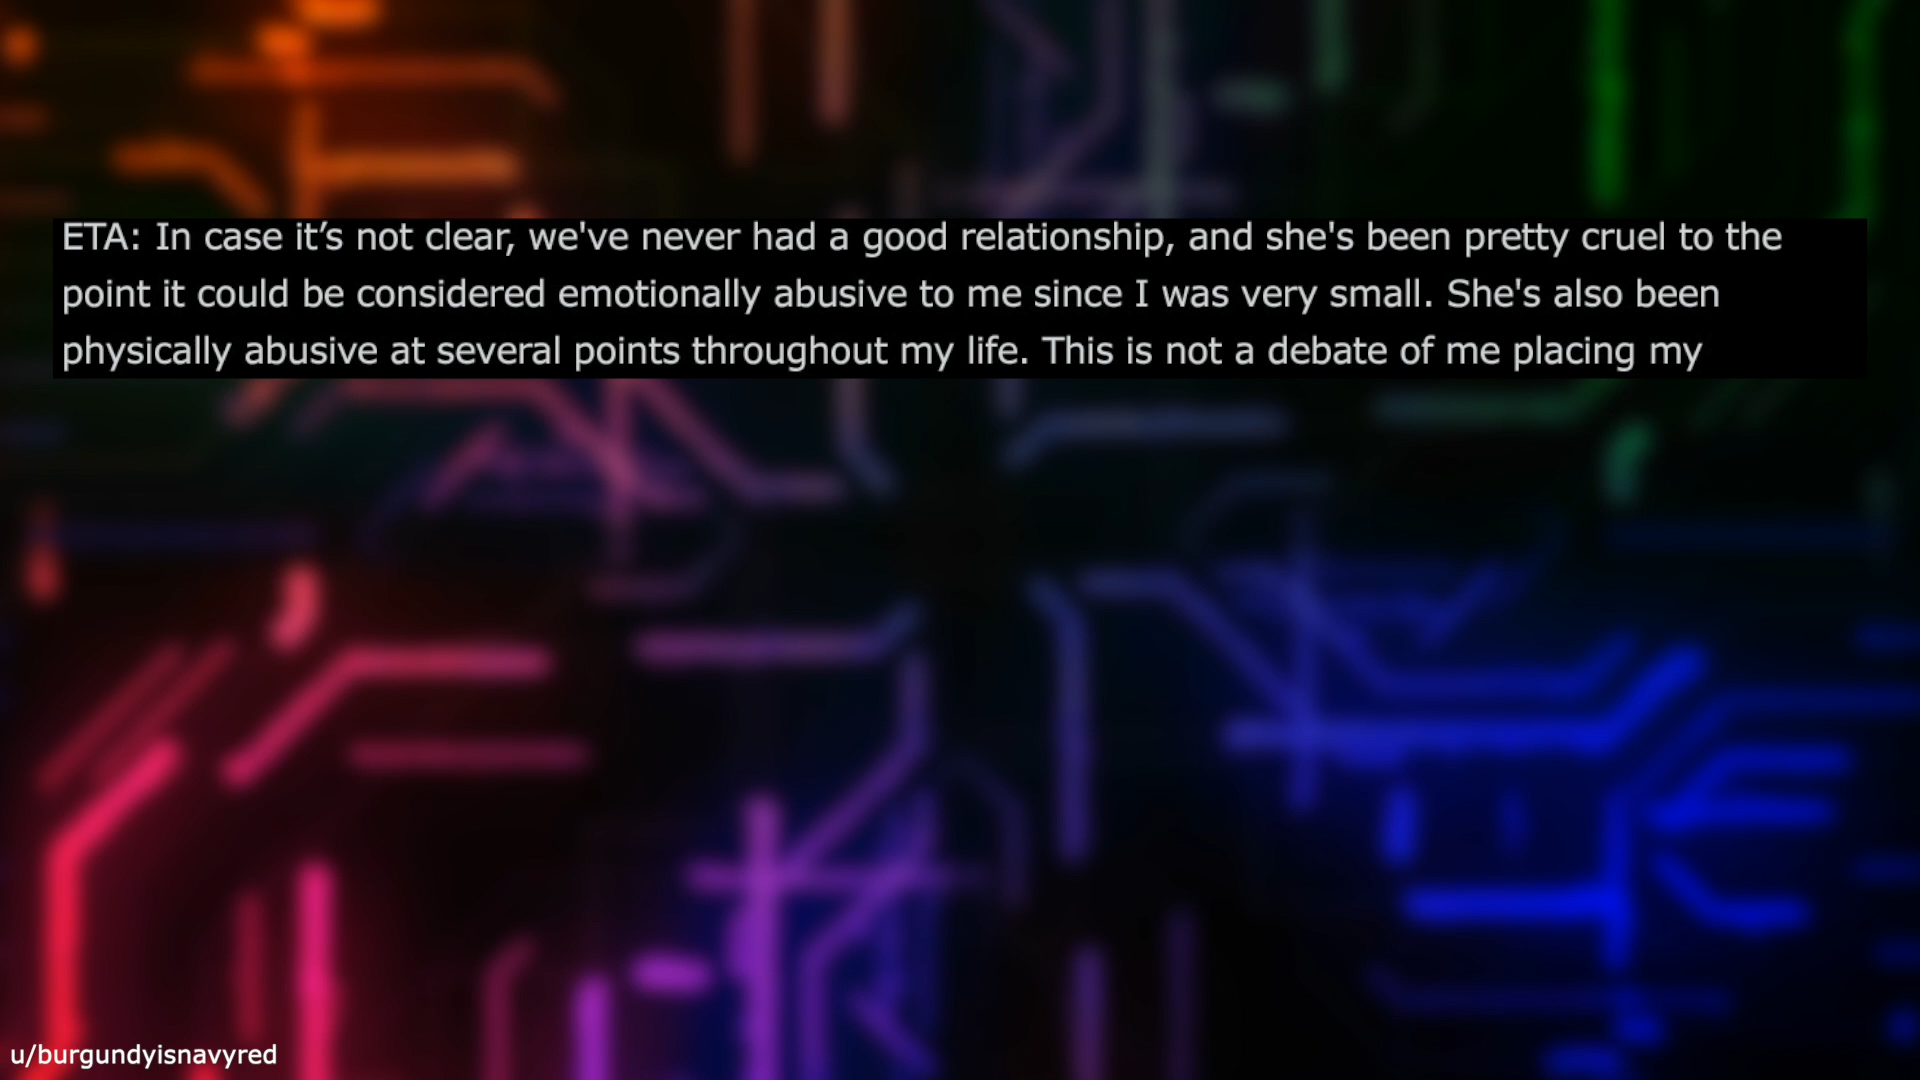 ETA: In case it’s not clear, we've never had a good relationship, and she's been pretty cruel to the
point it could be considered emotionally abusive to me since I was very small. She's also been
physically abusive at several points throughout my life. This is not a debate of me placing my
u/burgundyisnavyred